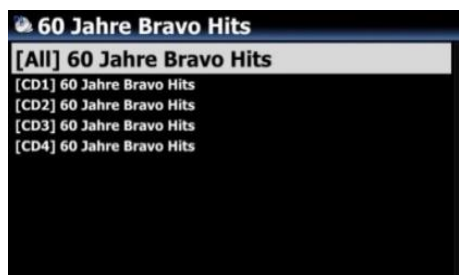 60 Jahre Bravo Hits
[All] 60 Jahre Bravo Hits
[CD1] 60 Jahre Bravo Hits
[CD2] 60 Jahre Bravo Hits
[CD3] 60 Jahre Bravo Hits
[CD4] 60 Jahre Bravo Hits